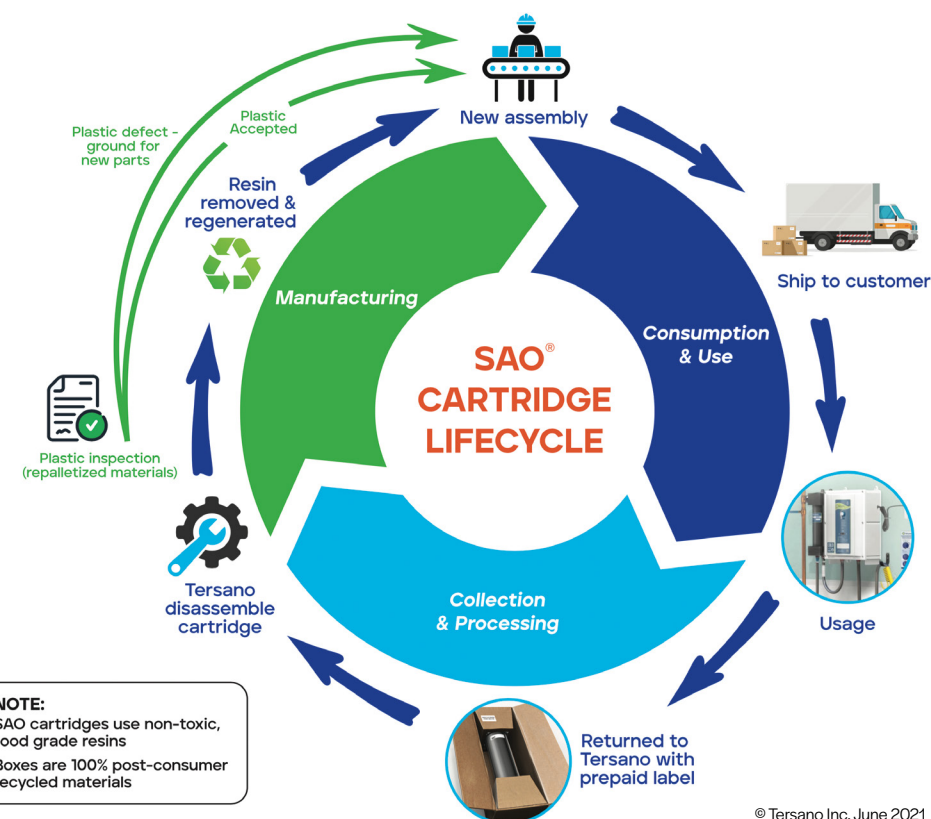 New assembly
Plastic
Accepted
Plastic defect -
ground for
new parts
Resin
removed &
regenerated
Manufacturing
Ship to customer
Consumption
& Use
SAO®
CARTRIDGE
LIFECYCLE
Plastic inspection
(repalletized materials)
Tersano
disassemble
cartridge
Collection
& Processing
Usage
Returned to
Tersano with
prepaid label
NOTE:
SAO cartridges use non-toxic,
food grade resins
Boxes are 100% post-consumer
recycled materials
© Tersano Inc. June 2021